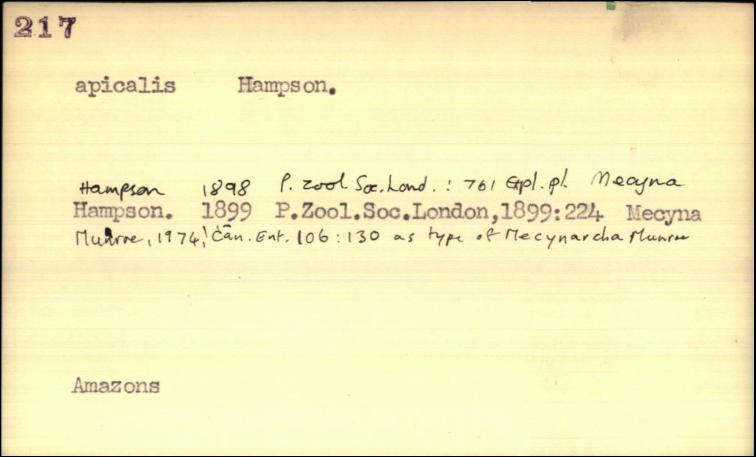 217
apicalis Hampson.
Hampson 1898 P. Zool Soc. Lond. : 761 Expl. pl. Mecyna
Hampson. 1899 P.Zool.Soc.London,1899:224 Mecyna
Munroe, 1974, Can. Ent. 106:130 as type of Mecynarcha Munroe
Amazons